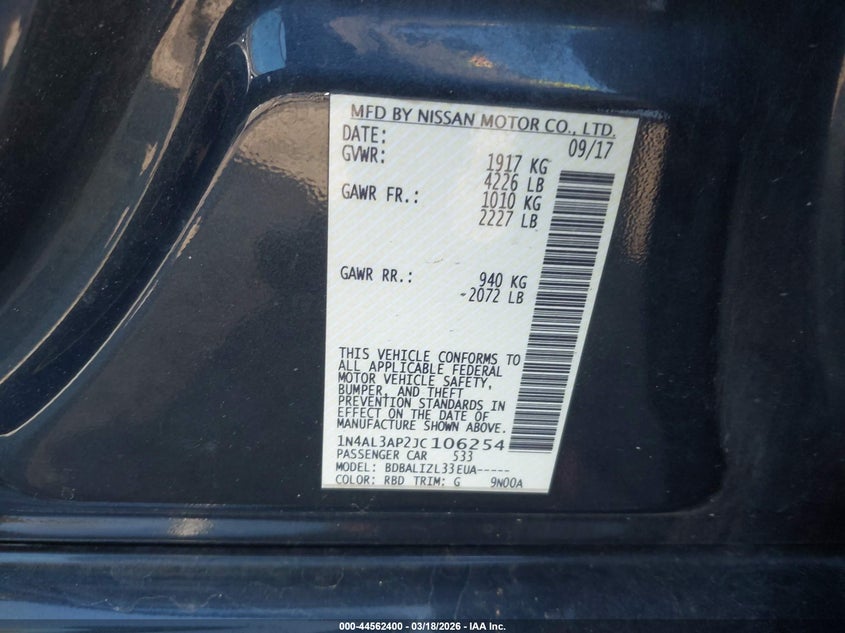 MFD BY NISSAN MOTOR CO., LTD.
DATE: 09/17
GVWR: 1917 KG
4226 LB
GAWR FR.: 1010 KG
2227 LB
GAWR RR.: 940 KG
-2072 LB
THIS VEHICLE CONFORMS TO
ALL APPLICABLE FEDERAL
MOTOR VEHICLE SAFETY,
BUMPER, AND THEFT
PREVENTION STANDARDS IN
EFFECT ON THE DATE OF
MANUFACTURE SHOWN ABOVE.
1N4AL3AP2JC106254
PASSENGER CAR 533
MODEL: BDBALIZL33EUA-----
COLOR: RBD TRIM: G 9N00A
000-44562400 - 03/18/2026 - IAA Inc.